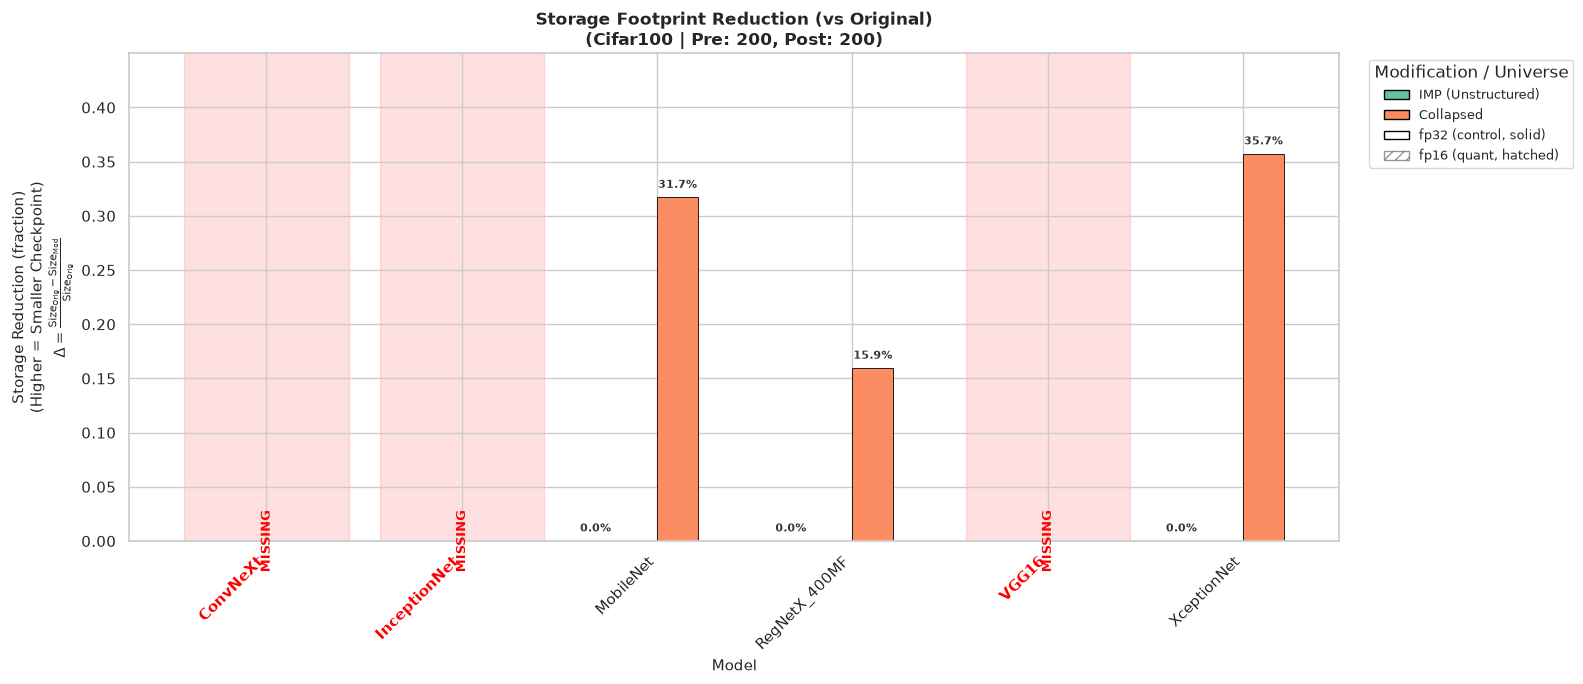 Storage Footprint Reduction (vs Original)
(Cifar100 | Pre: 200, Post: 200)
Storage Reduction (fraction)
(Higher = Smaller Checkpoint)
Δ = (Size_Orig − Size_Mod) / Size_Orig
0.40
0.35
0.30
0.25
0.20
0.15
0.10
0.05
0.00
MISSING
MISSING
0.0%
31.7%
0.0%
15.9%
MISSING
0.0%
35.7%
ConvNeXt
InceptionNet
MobileNet
RegNetX_400MF
VGG16
XceptionNet
Model
Modification / Universe
IMP (Unstructured)
Collapsed
fp32 (control, solid)
fp16 (quant, hatched)